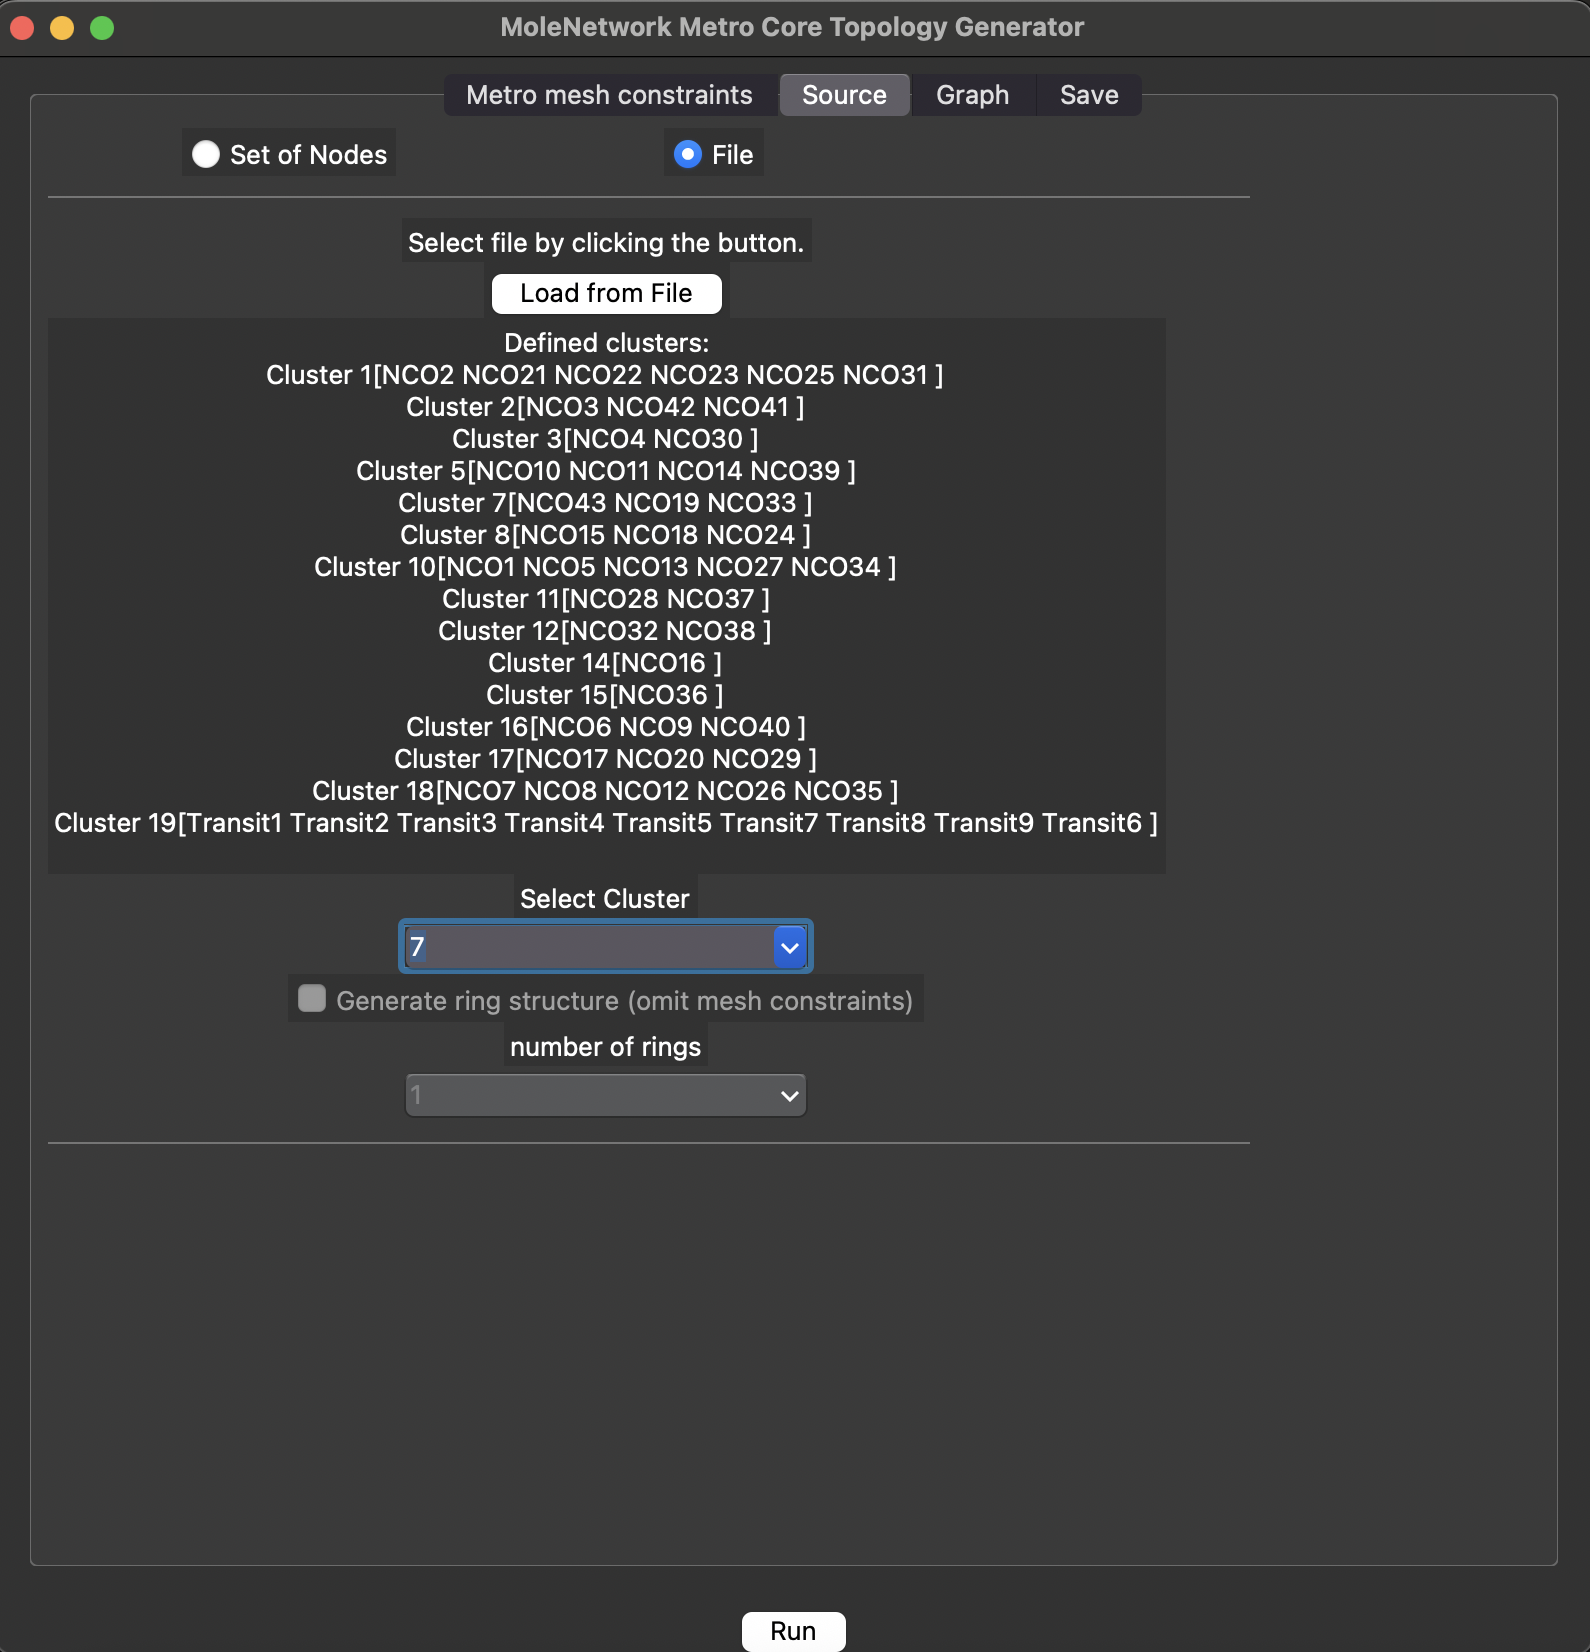 MoleNetwork Metro Core Topology Generator
Metro mesh constraints Source Graph Save
Set of Nodes File
Select file by clicking the button.
Load from File
Defined clusters:
Cluster 1[NCO2 NCO21 NCO22 NCO23 NCO25 NCO31 ]
Cluster 2[NCO3 NCO42 NCO41 ]
Cluster 3[NCO4 NCO30 ]
Cluster 5[NCO10 NCO11 NCO14 NCO39 ]
Cluster 7[NCO43 NCO19 NCO33 ]
Cluster 8[NCO15 NCO18 NCO24 ]
Cluster 10[NCO1 NCO5 NCO13 NCO27 NCO34 ]
Cluster 11[NCO28 NCO37 ]
Cluster 12[NCO32 NCO38 ]
Cluster 14[NCO16 ]
Cluster 15[NCO36 ]
Cluster 16[NCO6 NCO9 NCO40 ]
Cluster 17[NCO17 NCO20 NCO29 ]
Cluster 18[NCO7 NCO8 NCO12 NCO26 NCO35 ]
Cluster 19[Transit1 Transit2 Transit3 Transit4 Transit5 Transit7 Transit8 Transit9 Transit6 ]
Select Cluster
7
Generate ring structure (omit mesh constraints)
number of rings
1
Run